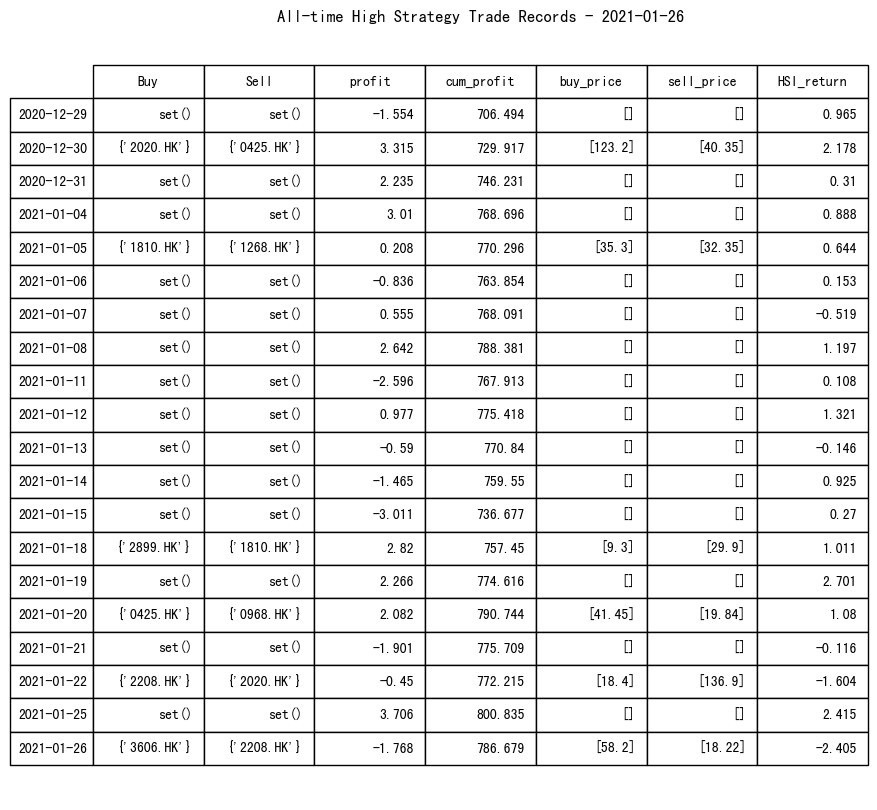 All-time High Strategy Trade Records - 2021-01-26
Buy Sell profit cum_profit buy_price sell_price HSI_return
2020-12-29 set() set() -1.554 706.494 [] [] 0.965
2020-12-30 {'2020.HK'} {'0425.HK'} 3.315 729.917 [123.2] [40.35] 2.178
2020-12-31 set() set() 2.235 746.231 [] [] 0.31
2021-01-04 set() set() 3.01 768.696 [] [] 0.888
2021-01-05 {'1810.HK'} {'1268.HK'} 0.208 770.296 [35.3] [32.35] 0.644
2021-01-06 set() set() -0.836 763.854 [] [] 0.153
2021-01-07 set() set() 0.555 768.091 [] [] -0.519
2021-01-08 set() set() 2.642 788.381 [] [] 1.197
2021-01-11 set() set() -2.596 767.913 [] [] 0.108
2021-01-12 set() set() 0.977 775.418 [] [] 1.321
2021-01-13 set() set() -0.59 770.84 [] [] -0.146
2021-01-14 set() set() -1.465 759.55 [] [] 0.925
2021-01-15 set() set() -3.011 736.677 [] [] 0.27
2021-01-18 {'2899.HK'} {'1810.HK'} 2.82 757.45 [9.3] [29.9] 1.011
2021-01-19 set() set() 2.266 774.616 [] [] 2.701
2021-01-20 {'0425.HK'} {'0968.HK'} 2.082 790.744 [41.45] [19.84] 1.08
2021-01-21 set() set() -1.901 775.709 [] [] -0.116
2021-01-22 {'2208.HK'} {'2020.HK'} -0.45 772.215 [18.4] [136.9] -1.604
2021-01-25 set() set() 3.706 800.835 [] [] 2.415
2021-01-26 {'3606.HK'} {'2208.HK'} -1.768 786.679 [58.2] [18.22] -2.405